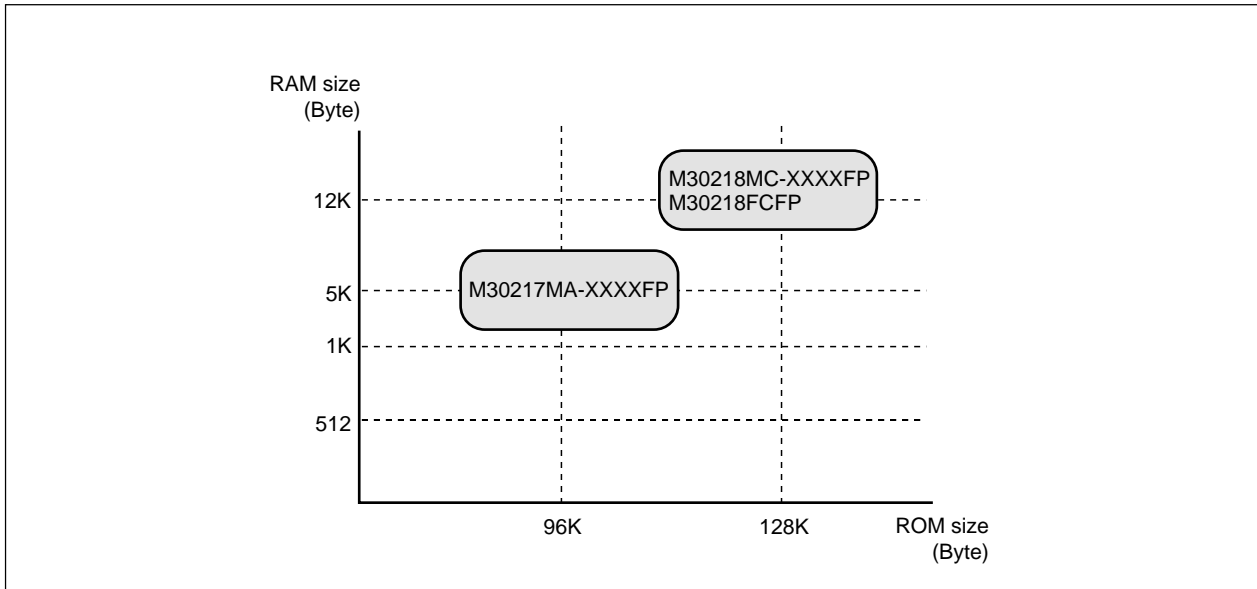 RAM size
(Byte)
12K
M30218MC-XXXXFP
M30218FCFP
5K
M30217MA-XXXXFP
1K
512
96K
128K
ROM size
(Byte)